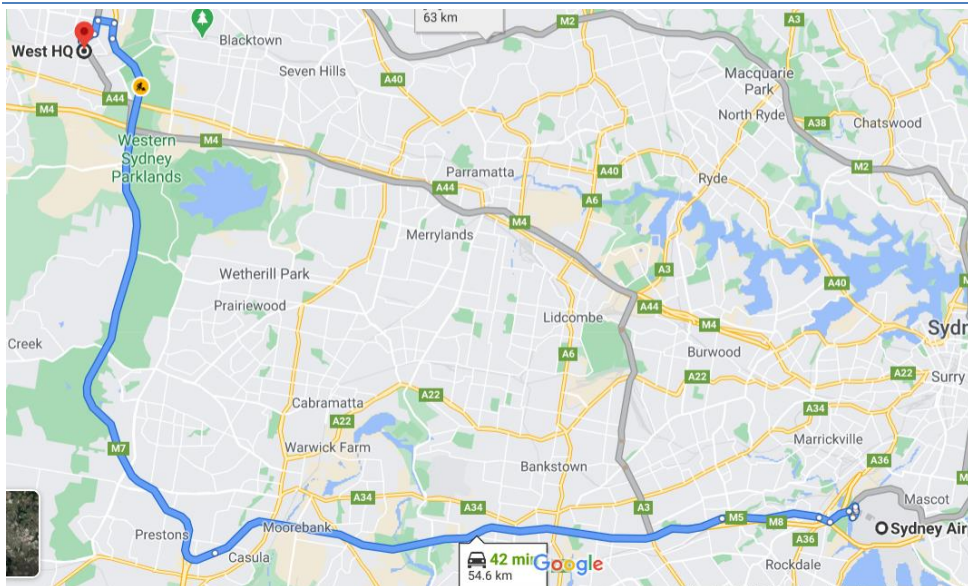 63 km
M2
A3
West HQ
Blacktown
Seven Hills
A40
Macquarie
Park
North Ryde
A38
Chatswood
A44
M4
M4
Western
Sydney
Parklands
M2
Parramatta
A44
A40
Ryde
A6
M4
Merrylands
Wetherill Park
Prairiewood
A3
A40
A44
Lidcombe
M4
Creek
A6
Burwood
A22
A22
Surry
Cabramatta
A22
A22
A34
Warwick Farm
Marrickville
M7
Bankstown
A36
A34
A34
A3
Mascot
Prestons
Moorebank
M5
M8
Sydney Air
A36
Casula
Rockdale
42 min
54.6 km
Google